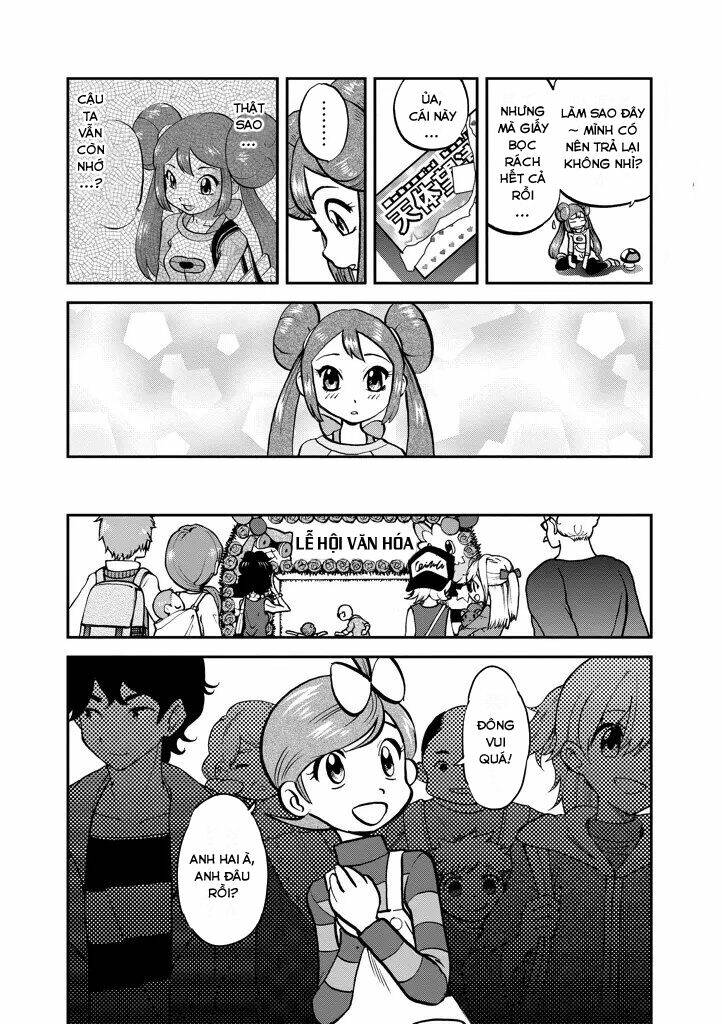 LÀM SAO ĐÂY
~ MÌNH CÓ
NÊN TRẢ LẠI
KHÔNG NHỈ?
NHƯNG
MÀ GIẤY
BỌC
RÁCH
HẾT CẢ
RỒI
...
ỦA,
CÁI NÀY
...
天体
.........
THẬT
SAO
...
CẬU
TA
VẪN
CÒN
NHỚ
...?
LỄ HỘI VĂN HÓA
ĐÔNG
VUI
QUÁ!
ANH HAI À,
ANH ĐÂU
RỒI?